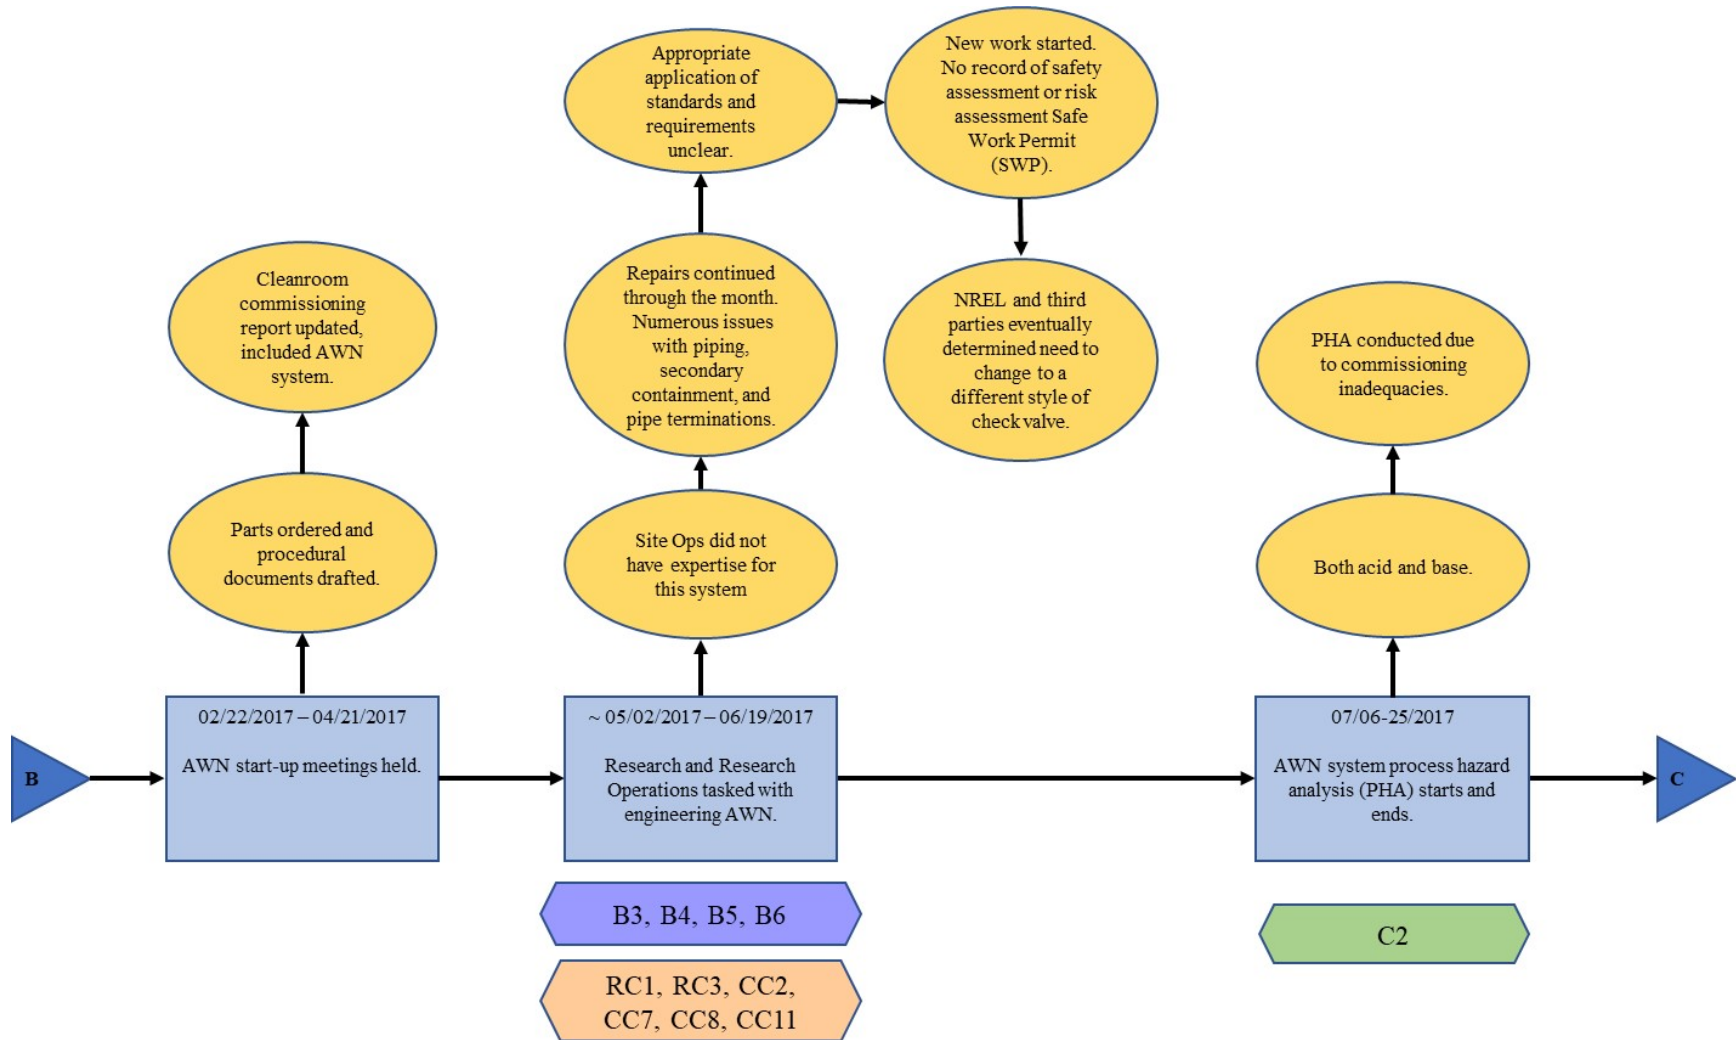 Appropriate
application of
standards and
requirements
unclear.
New work started.
No record of safety
assessment or risk
assessment Safe
Work Permit
(SWP).
Cleanroom
commissioning
report updated,
included AWN
system.
Repairs continued
through the month.
Numerous issues
with piping,
secondary
containment, and
pipe terminations.
NREL and third
parties eventually
determined need to
change to a
different style of
check valve.
PHA conducted due
to commissioning
inadequacies.
Parts ordered and
procedural
documents drafted.
Site Ops did not
have expertise for
this system
Both acid and base.
B
02/22/2017 – 04/21/2017
AWN start-up meetings held.
~ 05/02/2017 – 06/19/2017
Research and Research
Operations tasked with
engineering AWN.
07/06-25/2017
AWN system process hazard
analysis (PHA) starts and
ends.
C
B3, B4, B5, B6
C2
RC1, RC3, CC2,
CC7, CC8, CC11